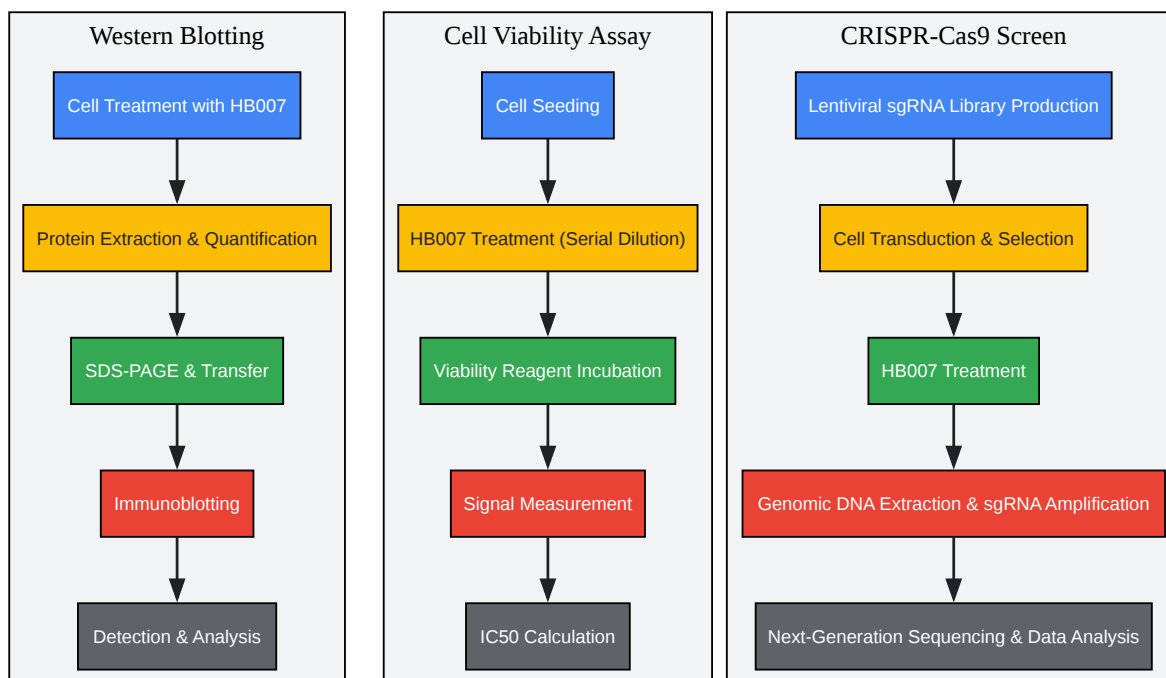 Western Blotting
Cell Treatment with HB007
Protein Extraction & Quantification
SDS-PAGE & Transfer
Immunoblotting
Detection & Analysis
Cell Viability Assay
Cell Seeding
HB007 Treatment (Serial Dilution)
Viability Reagent Incubation
Signal Measurement
IC50 Calculation
CRISPR-Cas9 Screen
Lentiviral sgRNA Library Production
Cell Transduction & Selection
HB007 Treatment
Genomic DNA Extraction & sgRNA Amplification
Next-Generation Sequencing & Data Analysis